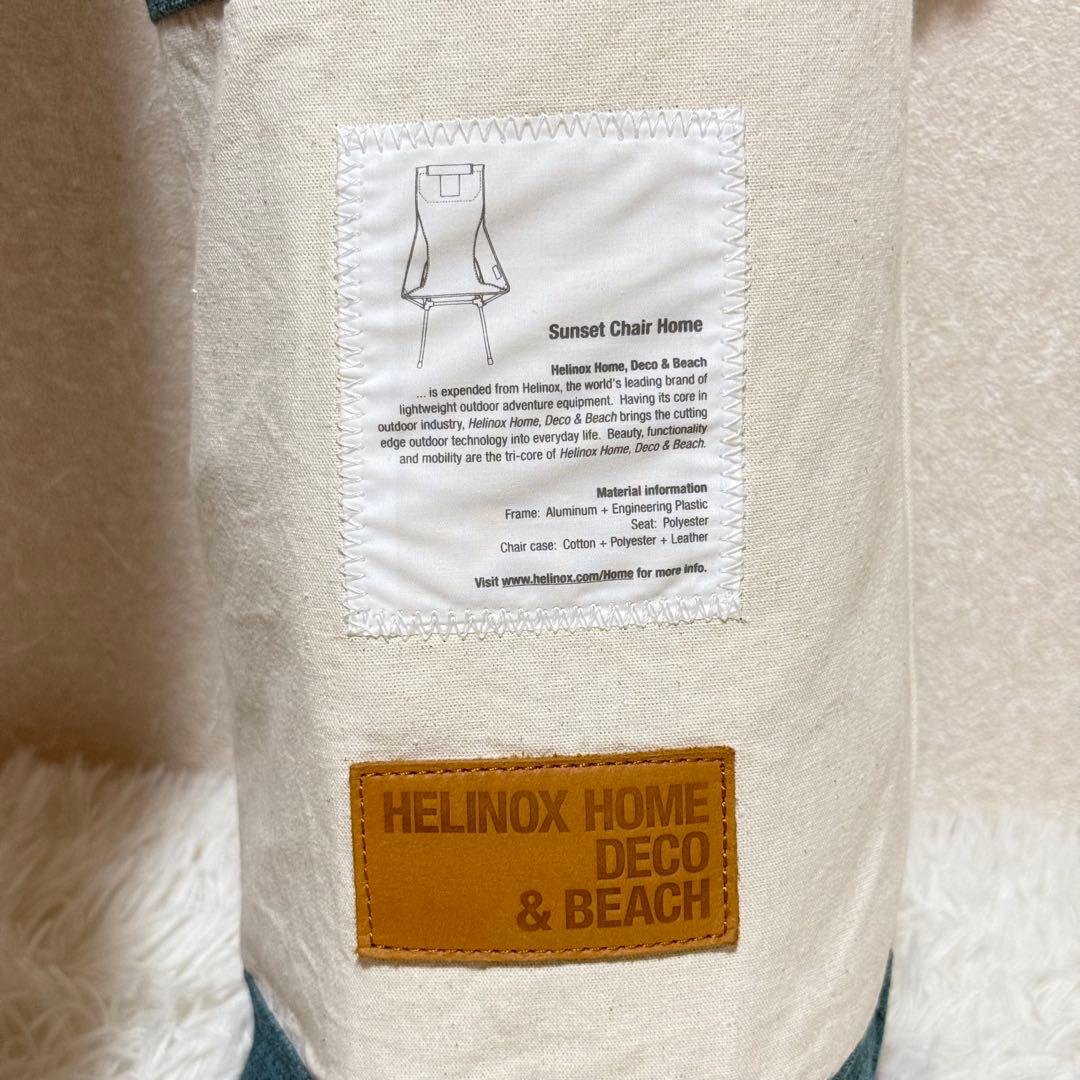 Sunset Chair Home
Helinox Home, Deco & Beach
... is expended from Helinox, the world's leading brand of
lightweight outdoor adventure equipment. Having its core in
outdoor industry, Helinox Home, Deco & Beach brings the cutting
edge outdoor technology into everyday life. Beauty, functionality
and mobility are the tri-core of Helinox Home, Deco & Beach.
Material information
Frame: Aluminum + Engineering Plastic
Seat: Polyester
Chair case: Cotton + Polyester + Leather
Visit www.helinox.com/Home for more info.
HELINOX HOME
DECO
& BEACH